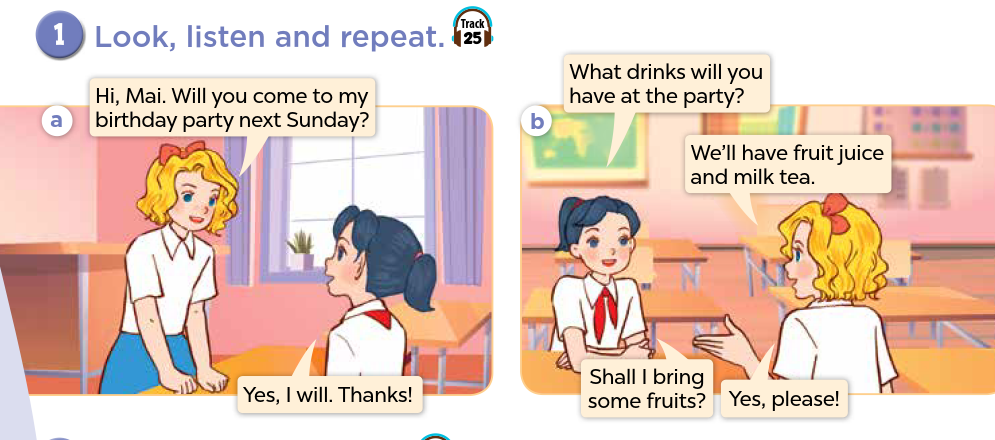 1 Look, listen and repeat. Track 25
a
Hi, Mai. Will you come to my
birthday party next Sunday?
Yes, I will. Thanks!
b
What drinks will you
have at the party?
We'll have fruit juice
and milk tea.
Shall I bring
some fruits?
Yes, please!